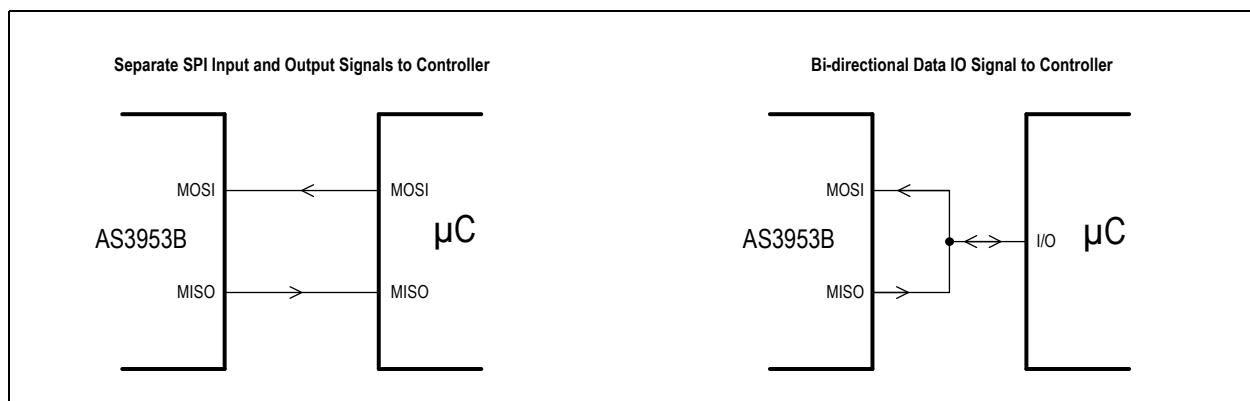 Separate SPI Input and Output Signals to Controller
MOSI
MOSI
AS3953B
µC
MISO
MISO
Bi-directional Data IO Signal to Controller
MOSI
AS3953B
I/O
µC
MISO